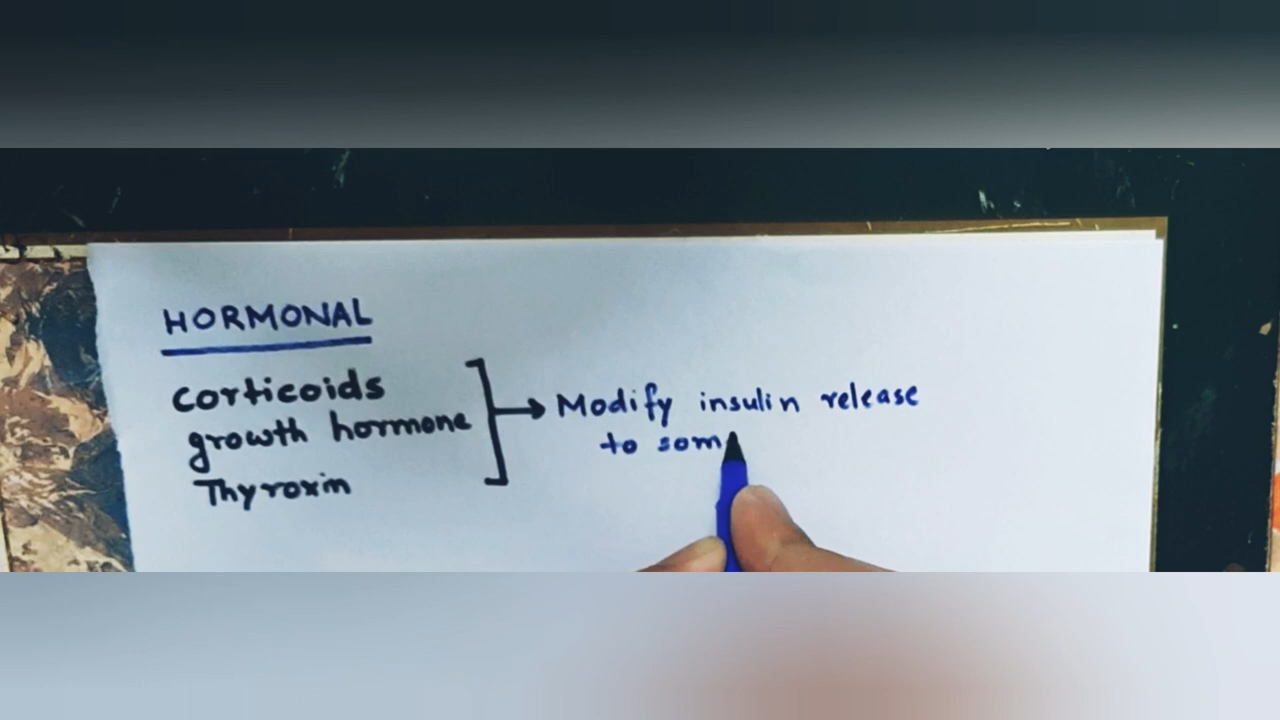 HORMONAL
corticoids
growth hormone
Thyroxin
Modify insulin release
to som